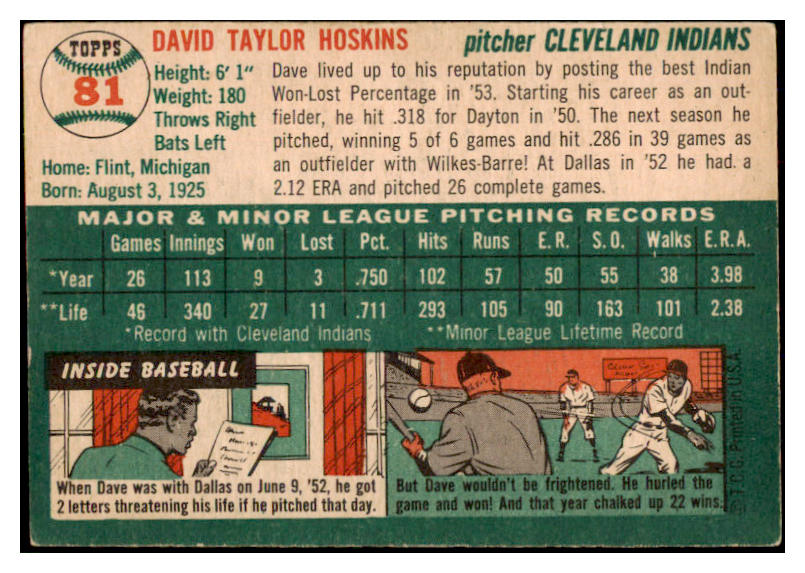 TOPPS
81
DAVID TAYLOR HOSKINS
pitcher CLEVELAND INDIANS
Height: 6' 1"
Weight: 180
Throws Right
Bats Left
Home: Flint, Michigan
Born: August 3, 1925
Dave lived up to his reputation by posting the best Indian
Won-Lost Percentage in '53. Starting his career as an out-
fielder, he hit .318 for Dayton in '50. The next season he
pitched, winning 5 of 6 games and hit .286 in 39 games as
an outfielder with Wilkes-Barre! At Dallas in '52 he had a
2.12 ERA and pitched 26 complete games.
MAJOR & MINOR LEAGUE PITCHING RECORDS
Games Innings Won Lost Pct. Hits Runs E.R. S.O. Walks E.R.A.
*Year 26 113 9 3 .750 102 57 50 55 38 3.98
**Life 46 340 27 11 .711 293 105 90 163 101 2.38
*Record with Cleveland Indians **Minor League Lifetime Record
INSIDE BASEBALL
When Dave was with Dallas on June 9, '52, he got
2 letters threatening his life if he pitched that day.
But Dave wouldn't be frightened. He hurled the
game and won! And that year chalked up 22 wins.
© T.C.G. Printed in U.S.A.